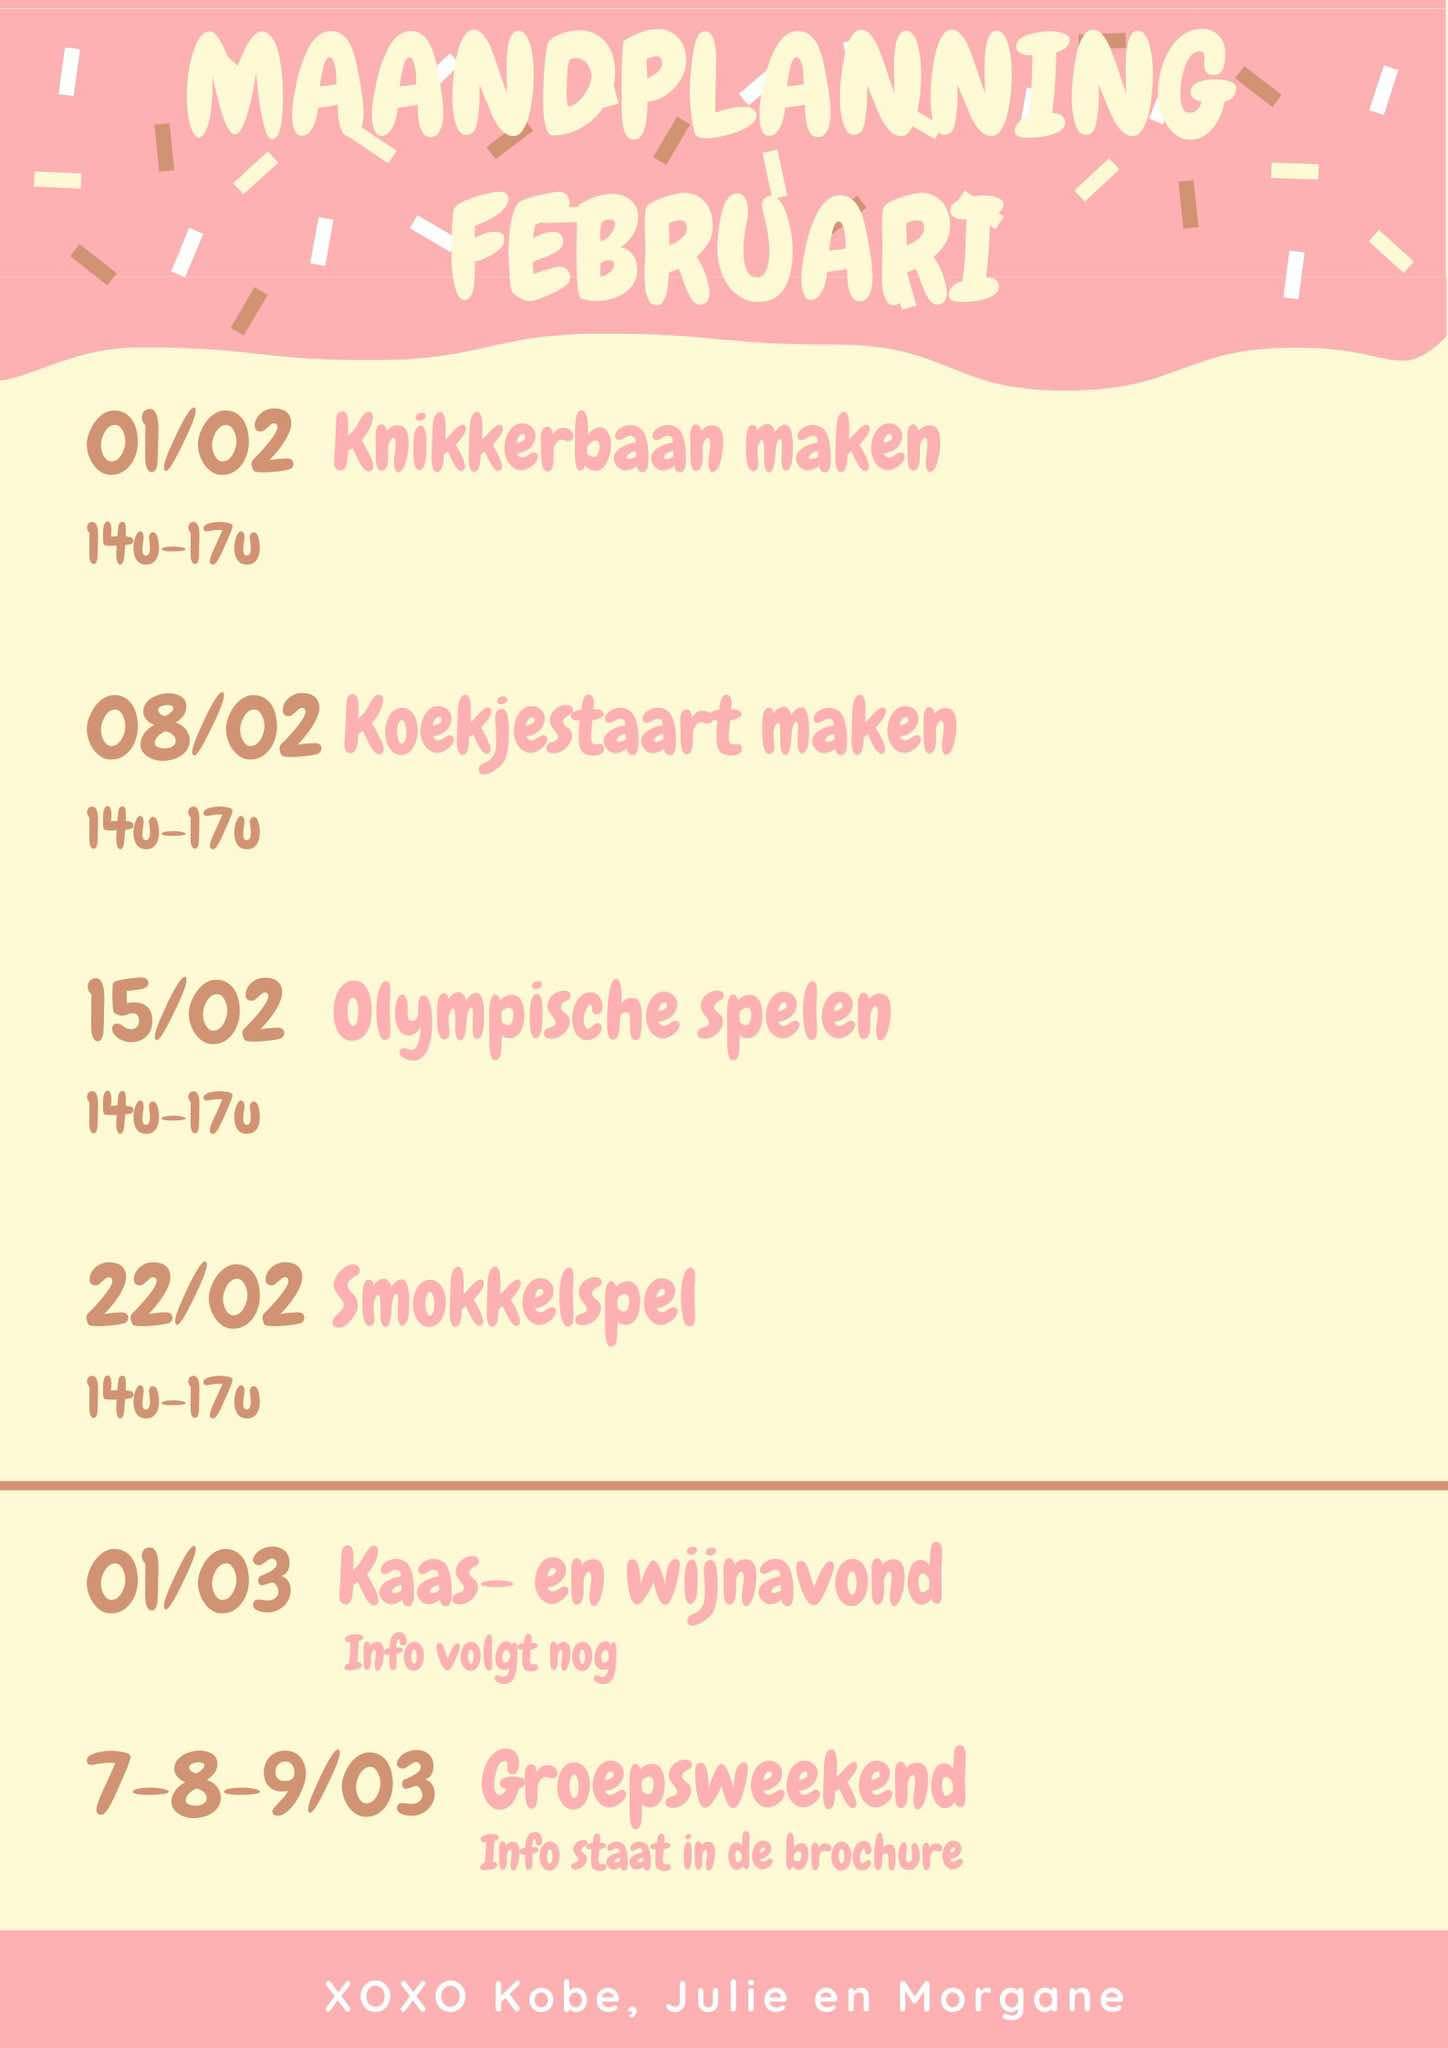 MAANDPLANNING
FEBRUARI
01/02 Knikkerbaan maken
14u-17u
08/02 Koekjestaart maken
14u-17u
15/02 Olympische spelen
14u-17u
22/02 Smokkelspel
14u-17u
01/03 Kaas- en wijnavond
Info volgt nog
7-8-9/03 Groepsweekend
Info staat in de brochure
XOXO Kobe, Julie en Morgane